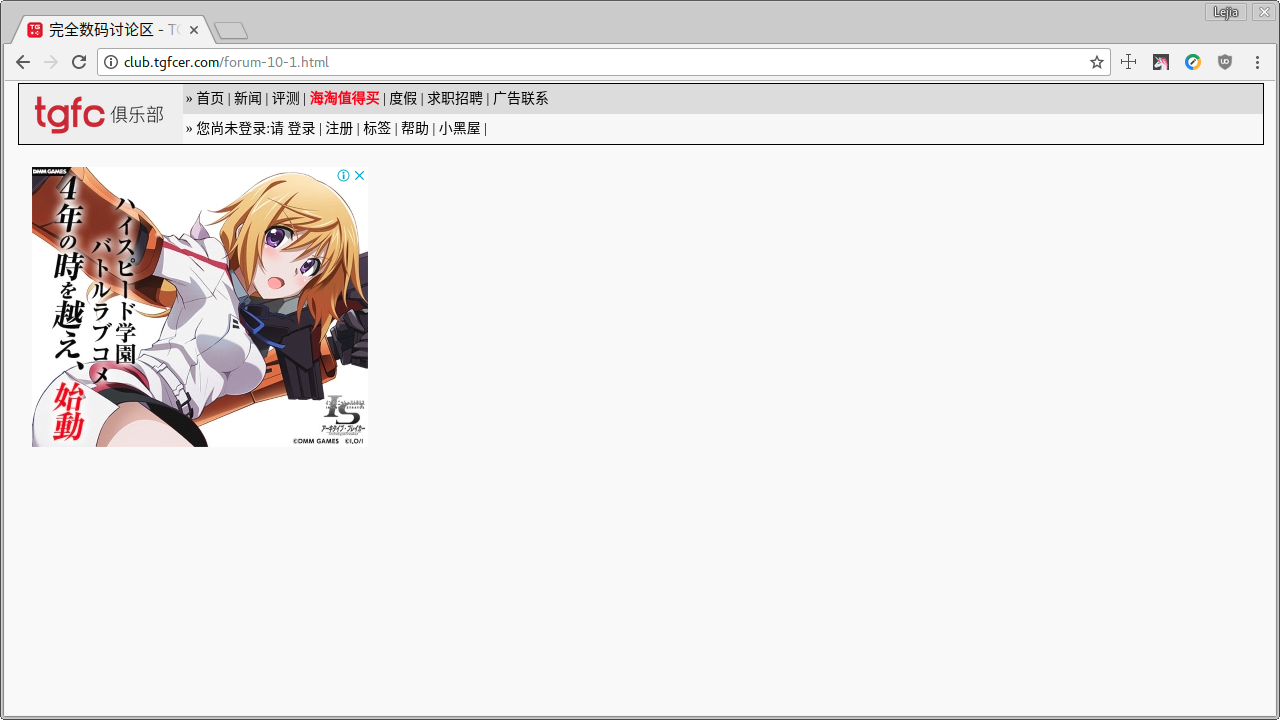 Lejia
完全数码讨论区 - TG
club.tgfcer.com/forum-10-1.html
tgfc 俱乐部
» 首页 | 新闻 | 评测 | 海淘值得买 | 度假 | 求职招聘 | 广告联系
» 您尚未登录:请 登录 | 注册 | 标签 | 帮助 | 小黑屋 |
DMM GAMES
ハイスピード学園
バトルラブコメ
4年の時を越え、
始動
IS
アーキタイプ・ブレイカー
©DMM GAMES ©I,O/I